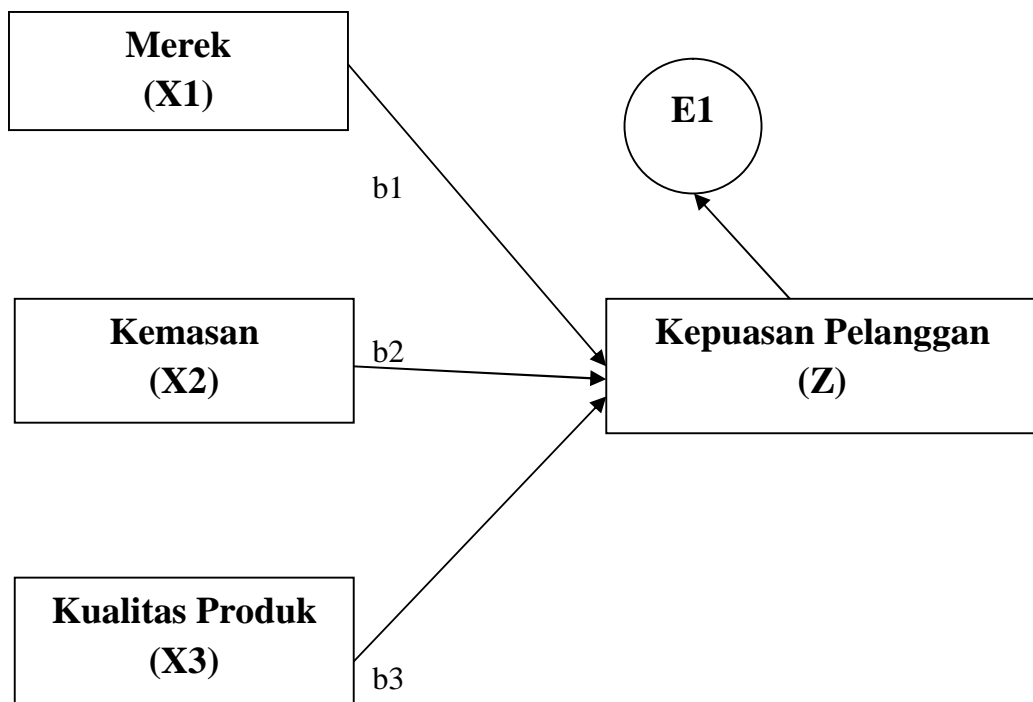 Merek
(X1)
E1
b1
Kemasan
(X2)
b2
Kepuasan Pelanggan
(Z)
Kualitas Produk
(X3)
b3